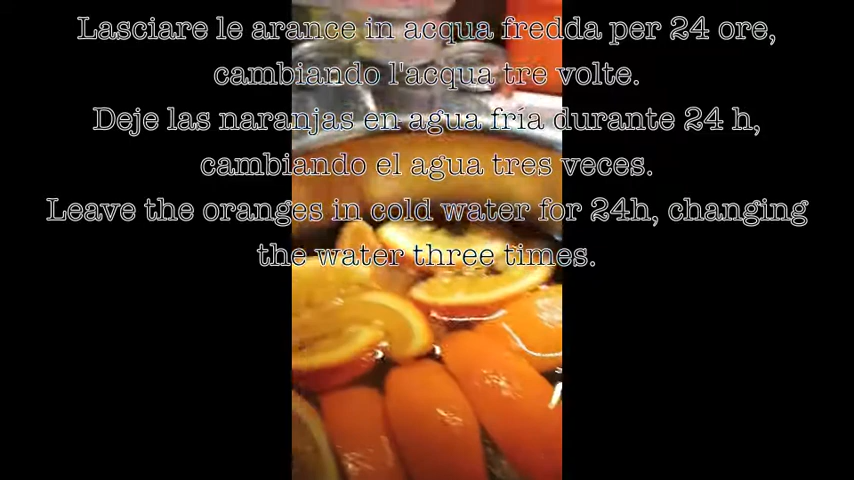 Lasciare le arance in acqua fredda per 24 ore,
cambiando l'acqua tre volte.
Deje las naranjas en agua fría durante 24 h,
cambiando el agua tres veces.
Leave the oranges in cold water for 24h, changing
the water three times.